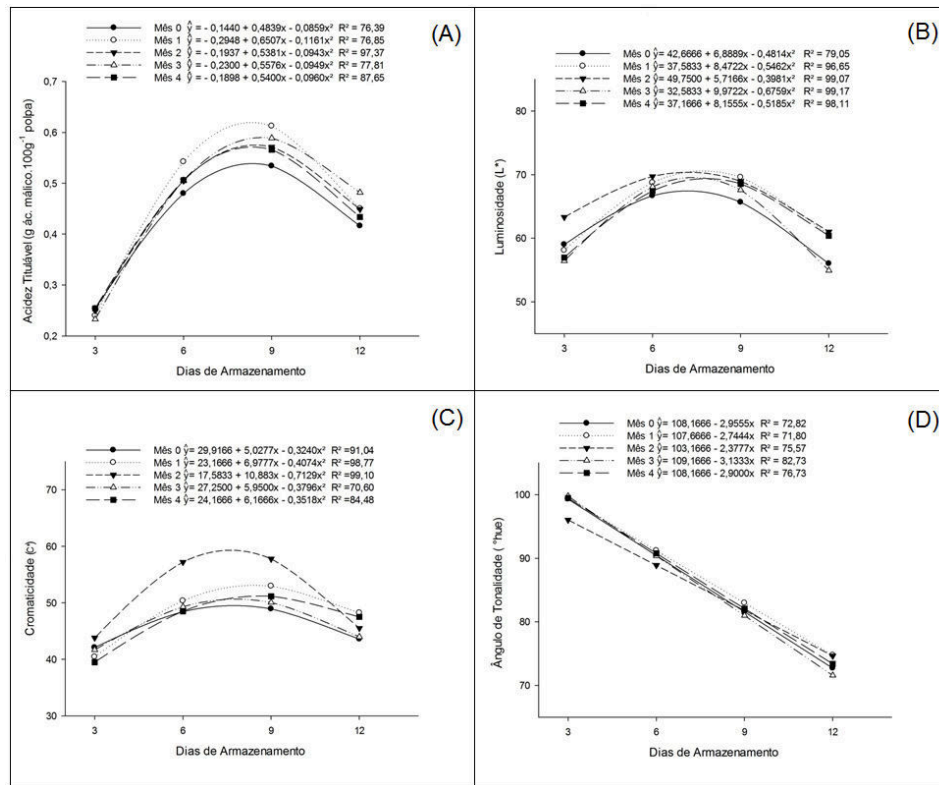 (A)
Mês 0 ŷ = - 0,1440 + 0,4839x - 0,0859x² R² = 76,39
Mês 1 ŷ = - 0,2948 + 0,6507x - 0,1161x² R² = 76,85
Mês 2 ŷ = - 0,1937 + 0,5381x - 0,0943x² R² = 97,37
Mês 3 ŷ = - 0,2300 + 0,5576x - 0,0949x² R² = 77,81
Mês 4 ŷ = - 0,1898 + 0,5400x - 0,0960x² R² = 87,65
Acidez Titulável (g ác. málico.100g⁻¹ polpa)
0,7
0,6
0,5
0,4
0,3
0,2
3 6 9 12
Dias de Armazenamento
(B)
Mês 0 ŷ= 42,6666 + 6,8889x - 0,4814x² R² = 79,05
Mês 1 ŷ= 37,5833 + 8,4722x - 0,5462x² R² = 96,65
Mês 2 ŷ= 49,7500 + 5,7166x - 0,3981x² R² = 99,07
Mês 3 ŷ= 32,5833 + 9,9722x - 0,6759x² R² = 99,17
Mês 4 ŷ= 37,1666 + 8,1555x - 0,5185x² R² = 98,11
Luminosidade (L*)
80
70
60
50
3 6 9 12
Dias de Armazenamento
(C)
Mês 0 ŷ= 29,9166 + 5,0277x - 0,3240x² R² =91,04
Mês 1 ŷ= 23,1666 + 6,9777x - 0,4074x² R² =98,77
Mês 2 ŷ= 17,5833 + 10,883x - 0,7129x² R² =99,10
Mês 3 ŷ= 27,2500 + 5,9500x - 0,3796x² R² =70,60
Mês 4 ŷ= 24,1666 + 6,1666x - 0,3518x² R² =84,48
Cromaticidade (C*)
70
60
50
40
30
3 6 9 12
Dias de Armazenamento
(D)
Mês 0 ŷ= 108,1666 - 2,9555x R² = 72,82
Mês 1 ŷ= 107,6666 - 2,7444x R² = 71,80
Mês 2 ŷ= 103,1666 - 2,3777x R² = 75,57
Mês 3 ŷ= 109,1666 - 3,1333x R² = 82,73
Mês 4 ŷ= 108,1666 - 2,9000x R² = 76,73
Ângulo de Tonalidade ( °hue)
100
90
80
70
3 6 9 12
Dias de Armazenamento